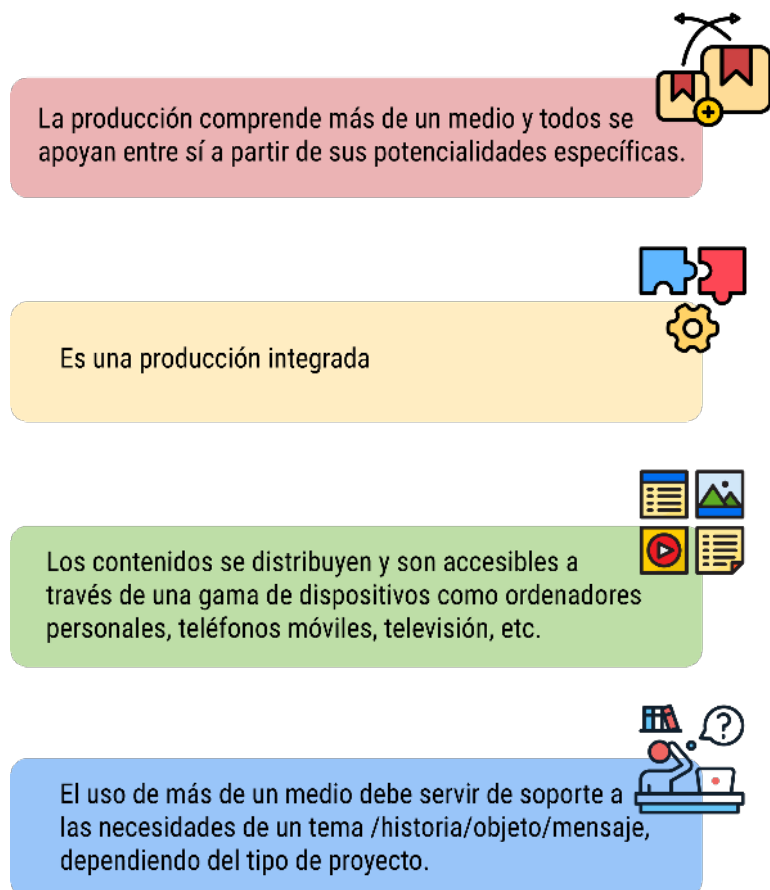 La producción comprende más de un medio y todos se
apoyan entre sí a partir de sus potencialidades específicas.
Es una producción integrada
Los contenidos se distribuyen y son accesibles a
través de una gama de dispositivos como ordenadores
personales, teléfonos móviles, televisión, etc.
El uso de más de un medio debe servir de soporte a
las necesidades de un tema /historia/objeto/mensaje,
dependiendo del tipo de proyecto.